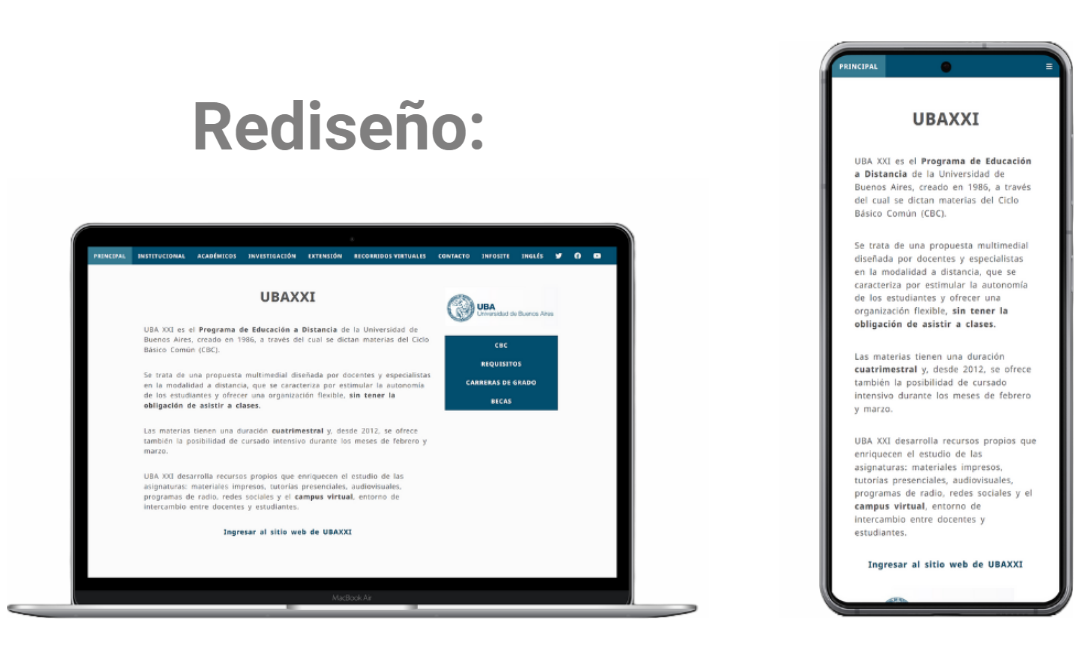 Rediseño:
PRINCIPAL INSTITUCIONAL ACADÉMICOS INVESTIGACIÓN EXTENSIÓN RECORRIDOS VIRTUALES CONTACTO INFOSITE INGLÉS
UBAXXI
UBA XXI es el Programa de Educación a Distancia de la Universidad de
Buenos Aires, creado en 1986, a través del cual se dictan materias del Ciclo
Básico Común (CBC).
Se trata de una propuesta multimedial diseñada por docentes y especialistas
en la modalidad a distancia, que se caracteriza por estimular la autonomía
de los estudiantes y ofrecer una organización flexible, sin tener la
obligación de asistir a clases.
Las materias tienen una duración cuatrimestral y, desde 2012, se ofrece
también la posibilidad de cursado intensivo durante los meses de febrero y
marzo.
UBA XXI desarrolla recursos propios que enriquecen el estudio de las
asignaturas: materiales impresos, tutorías presenciales, audiovisuales,
programas de radio, redes sociales y el campus virtual, entorno de
intercambio entre docentes y estudiantes.
Ingresar al sitio web de UBAXXI
UBA
Universidad de Buenos Aires
CBC
REQUISITOS
CARRERAS DE GRADO
BECAS
MacBook Air
PRINCIPAL
UBAXXI
UBA XXI es el Programa de Educación
a Distancia de la Universidad de
Buenos Aires, creado en 1986, a través
del cual se dictan materias del Ciclo
Básico Común (CBC).
Se trata de una propuesta multimedial
diseñada por docentes y especialistas
en la modalidad a distancia, que se
caracteriza por estimular la autonomía
de los estudiantes y ofrecer una
organización flexible, sin tener la
obligación de asistir a clases.
Las materias tienen una duración
cuatrimestral y, desde 2012, se ofrece
también la posibilidad de cursado
intensivo durante los meses de febrero
y marzo.
UBA XXI desarrolla recursos propios que
enriquecen el estudio de las
asignaturas: materiales impresos,
tutorías presenciales, audiovisuales,
programas de radio, redes sociales y el
campus virtual, entorno de
intercambio entre docentes y
estudiantes.
Ingresar al sitio web de UBAXXI